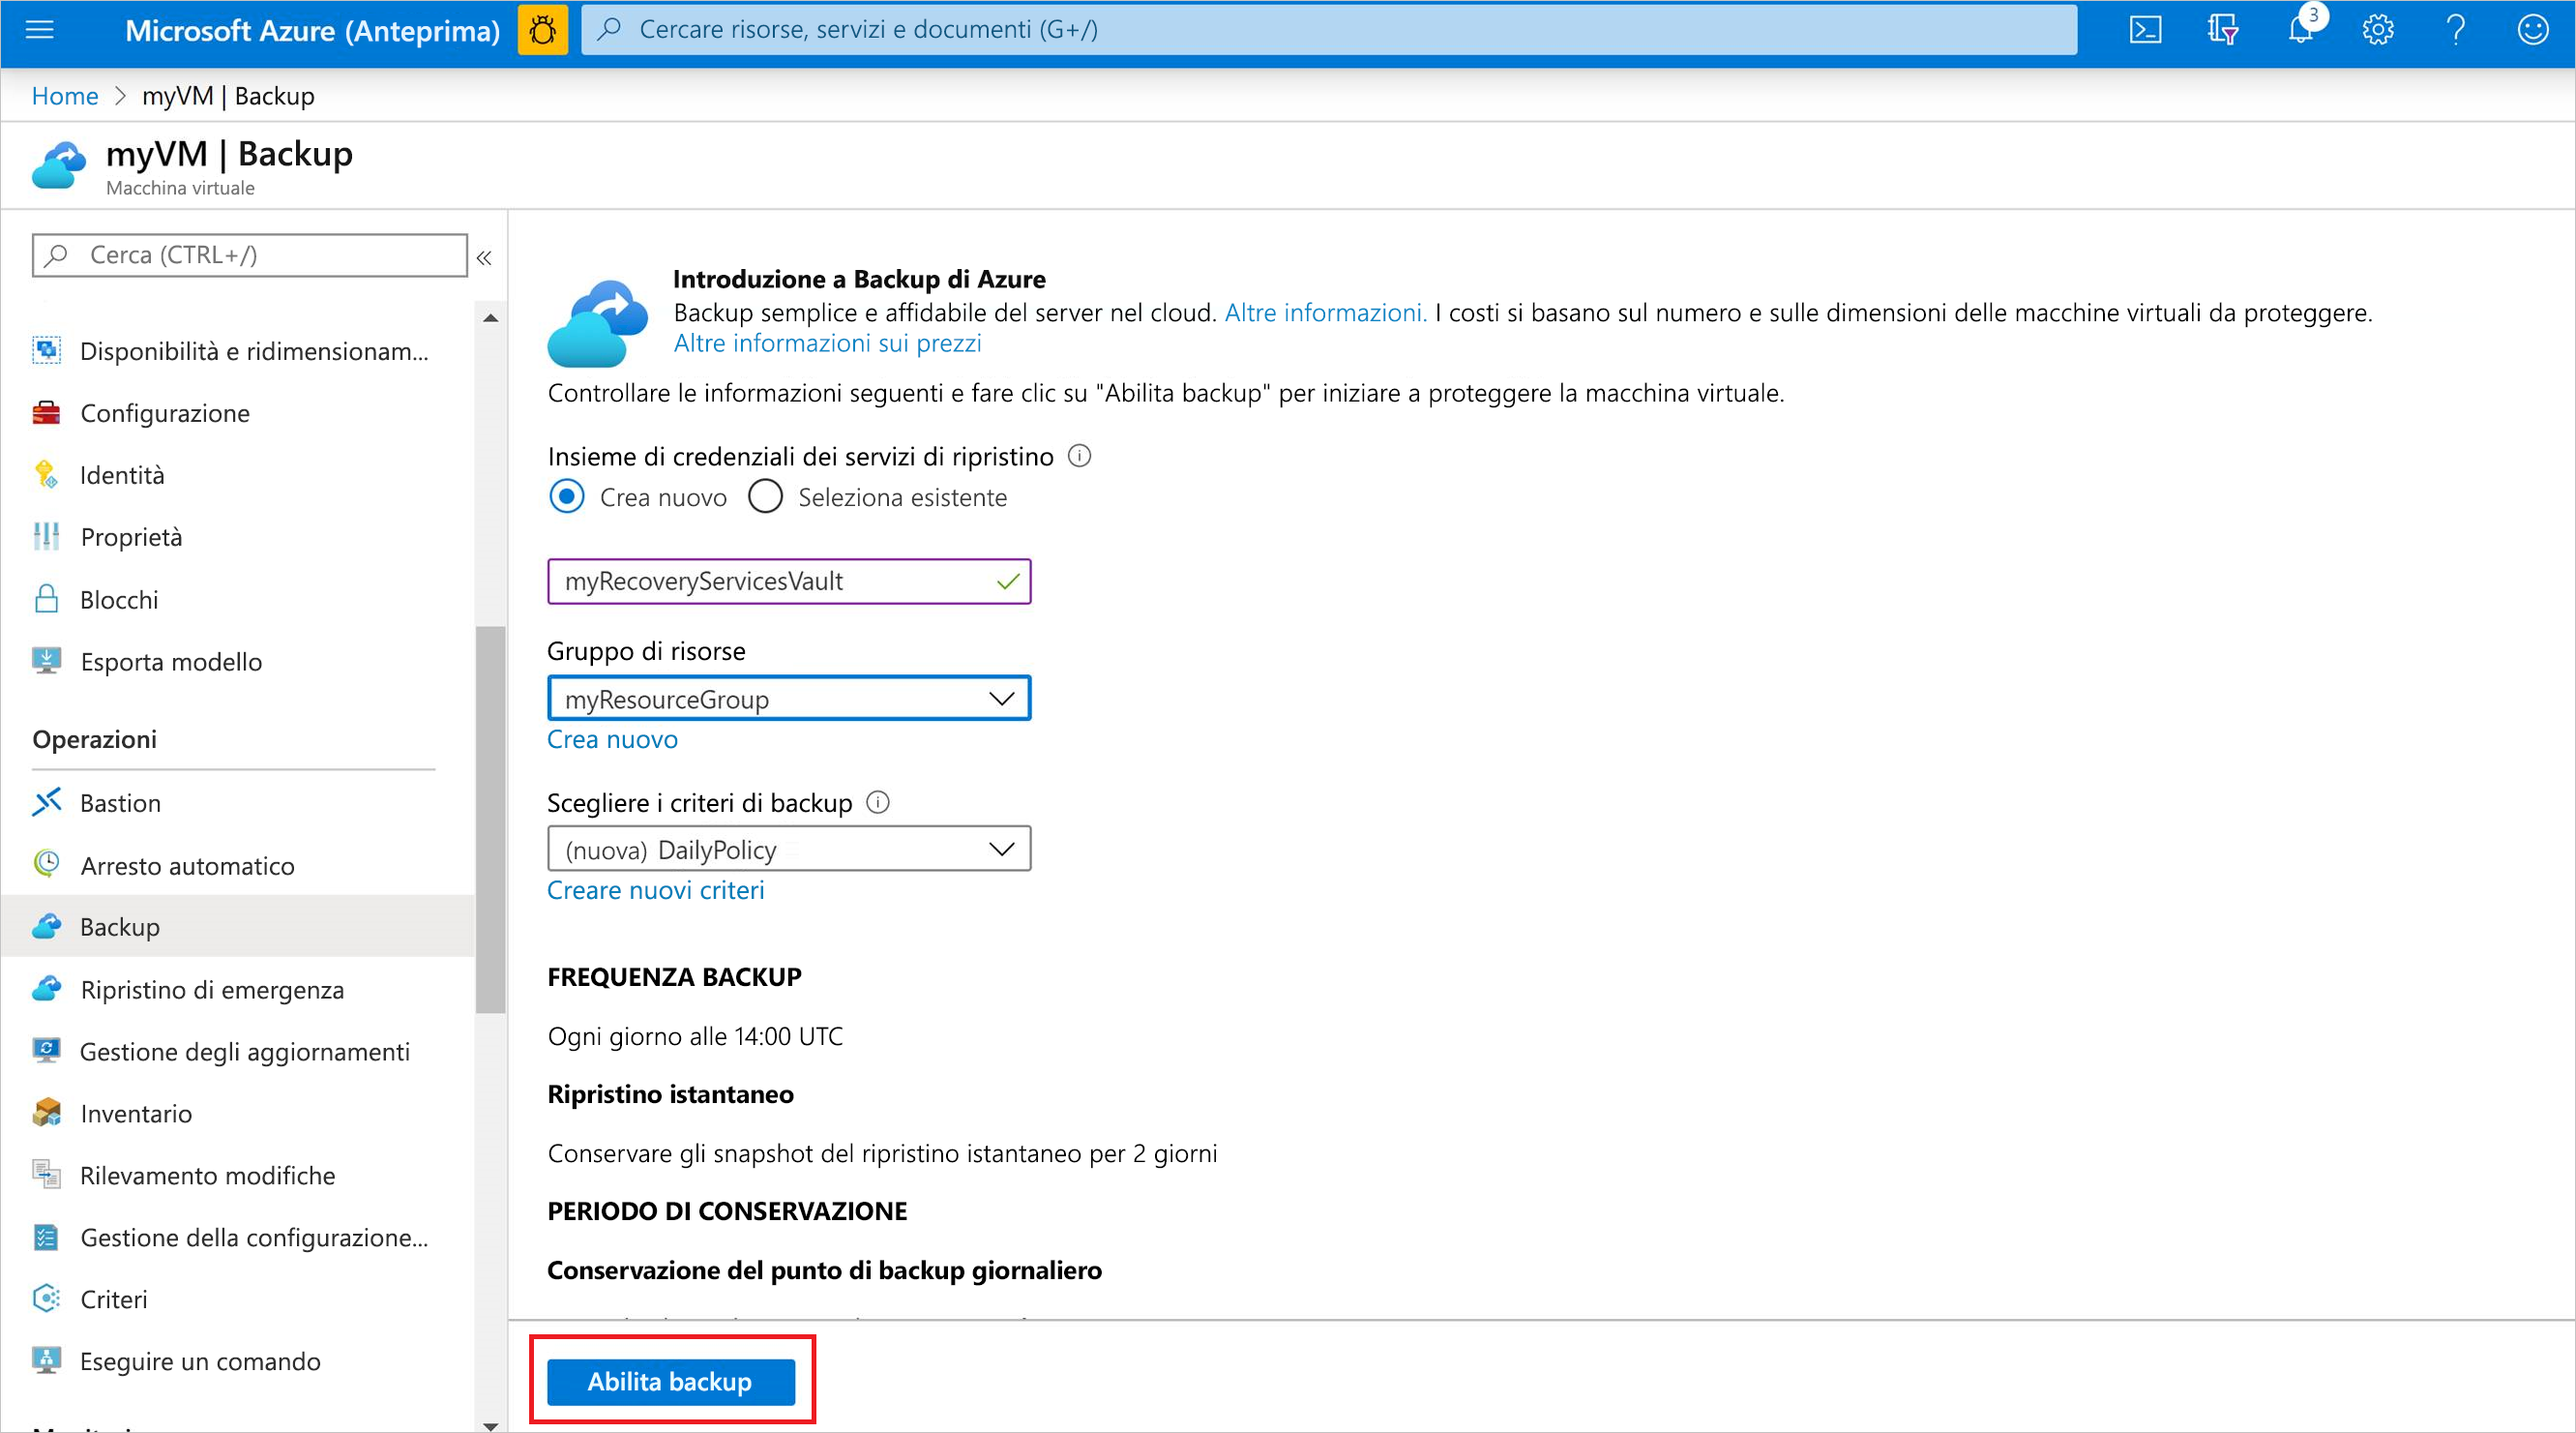 Microsoft Azure (Anteprima)
Cercare risorse, servizi e documenti (G+/)
3
Home > myVM | Backup
myVM | Backup
Macchina virtuale
Cerca (CTRL+/)
«
Disponibilità e ridimensionam...
Configurazione
Identità
Proprietà
Blocchi
Esporta modello
Operazioni
Bastion
Arresto automatico
Backup
Ripristino di emergenza
Gestione degli aggiornamenti
Inventario
Rilevamento modifiche
Gestione della configurazione...
Criteri
Eseguire un comando
Introduzione a Backup di Azure
Backup semplice e affidabile del server nel cloud. Altre informazioni. I costi si basano sul numero e sulle dimensioni delle macchine virtuali da proteggere.
Altre informazioni sui prezzi
Controllare le informazioni seguenti e fare clic su "Abilita backup" per iniziare a proteggere la macchina virtuale.
Insieme di credenziali dei servizi di ripristino
Crea nuovo Seleziona esistente
myRecoveryServicesVault
Gruppo di risorse
myResourceGroup
Crea nuovo
Scegliere i criteri di backup
(nuova) DailyPolicy
Creare nuovi criteri
FREQUENZA BACKUP
Ogni giorno alle 14:00 UTC
Ripristino istantaneo
Conservare gli snapshot del ripristino istantaneo per 2 giorni
PERIODO DI CONSERVAZIONE
Conservazione del punto di backup giornaliero
Abilita backup